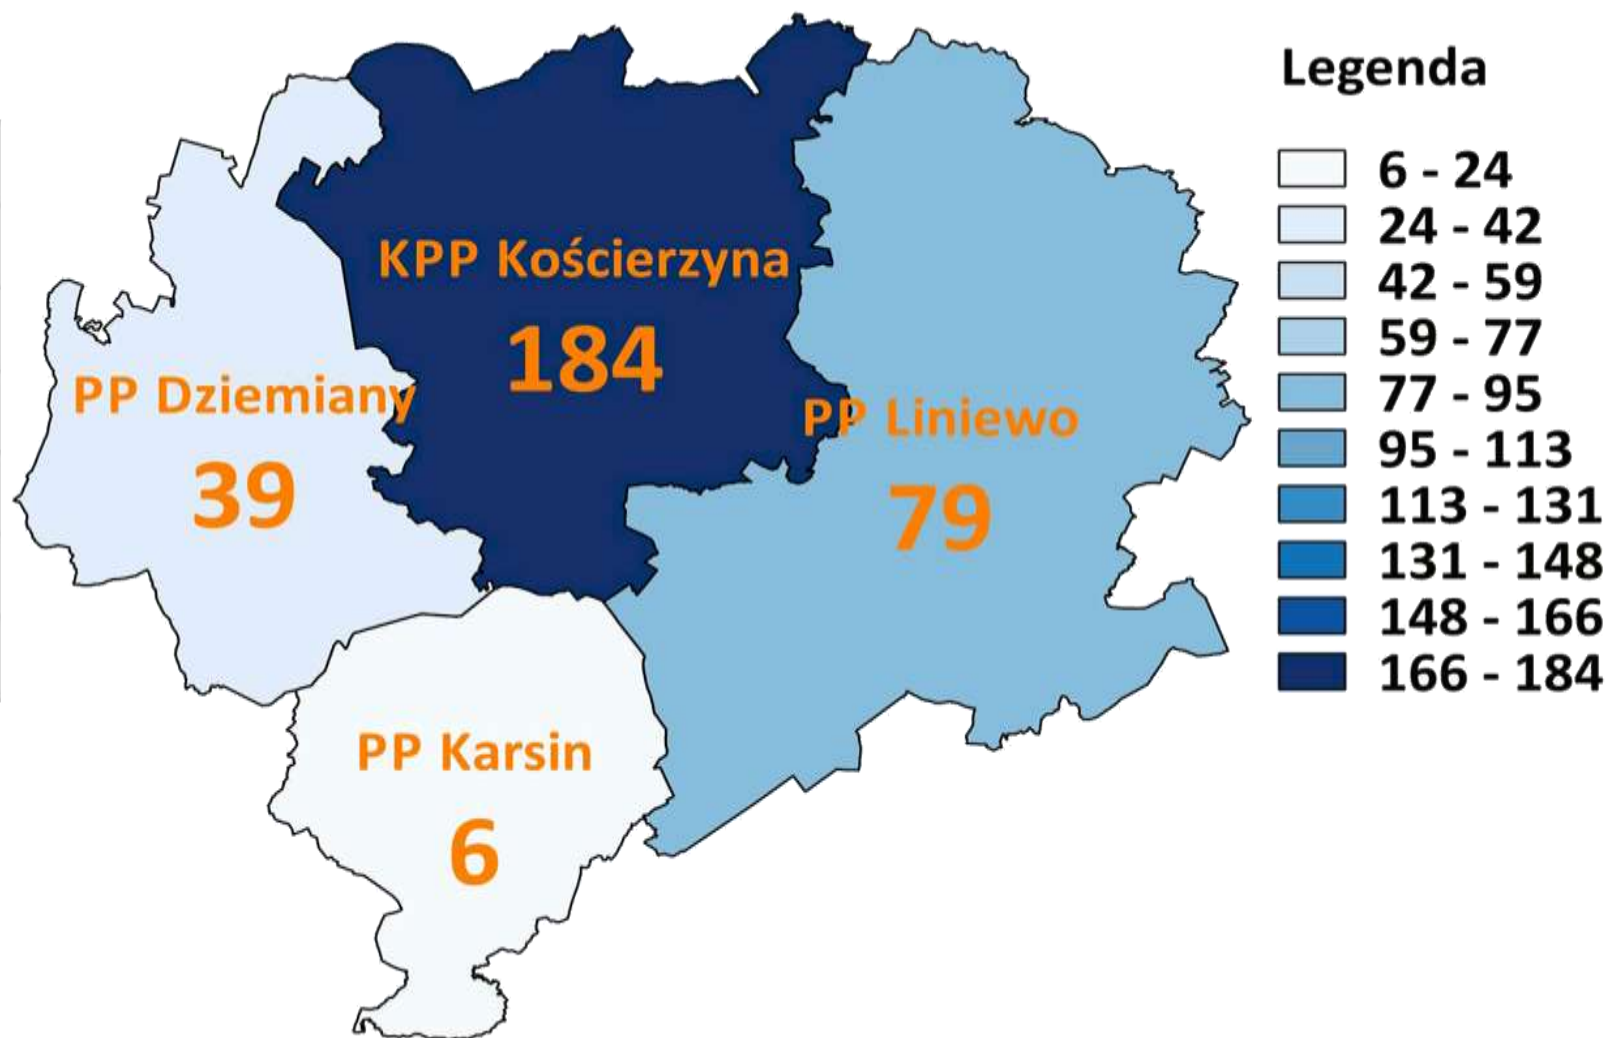 KPP Kościerzyna
184
PP Dziemiany
39
PP Liniewo
79
PP Karsin
6
Legenda
6 - 24
24 - 42
42 - 59
59 - 77
77 - 95
95 - 113
113 - 131
131 - 148
148 - 166
166 - 184